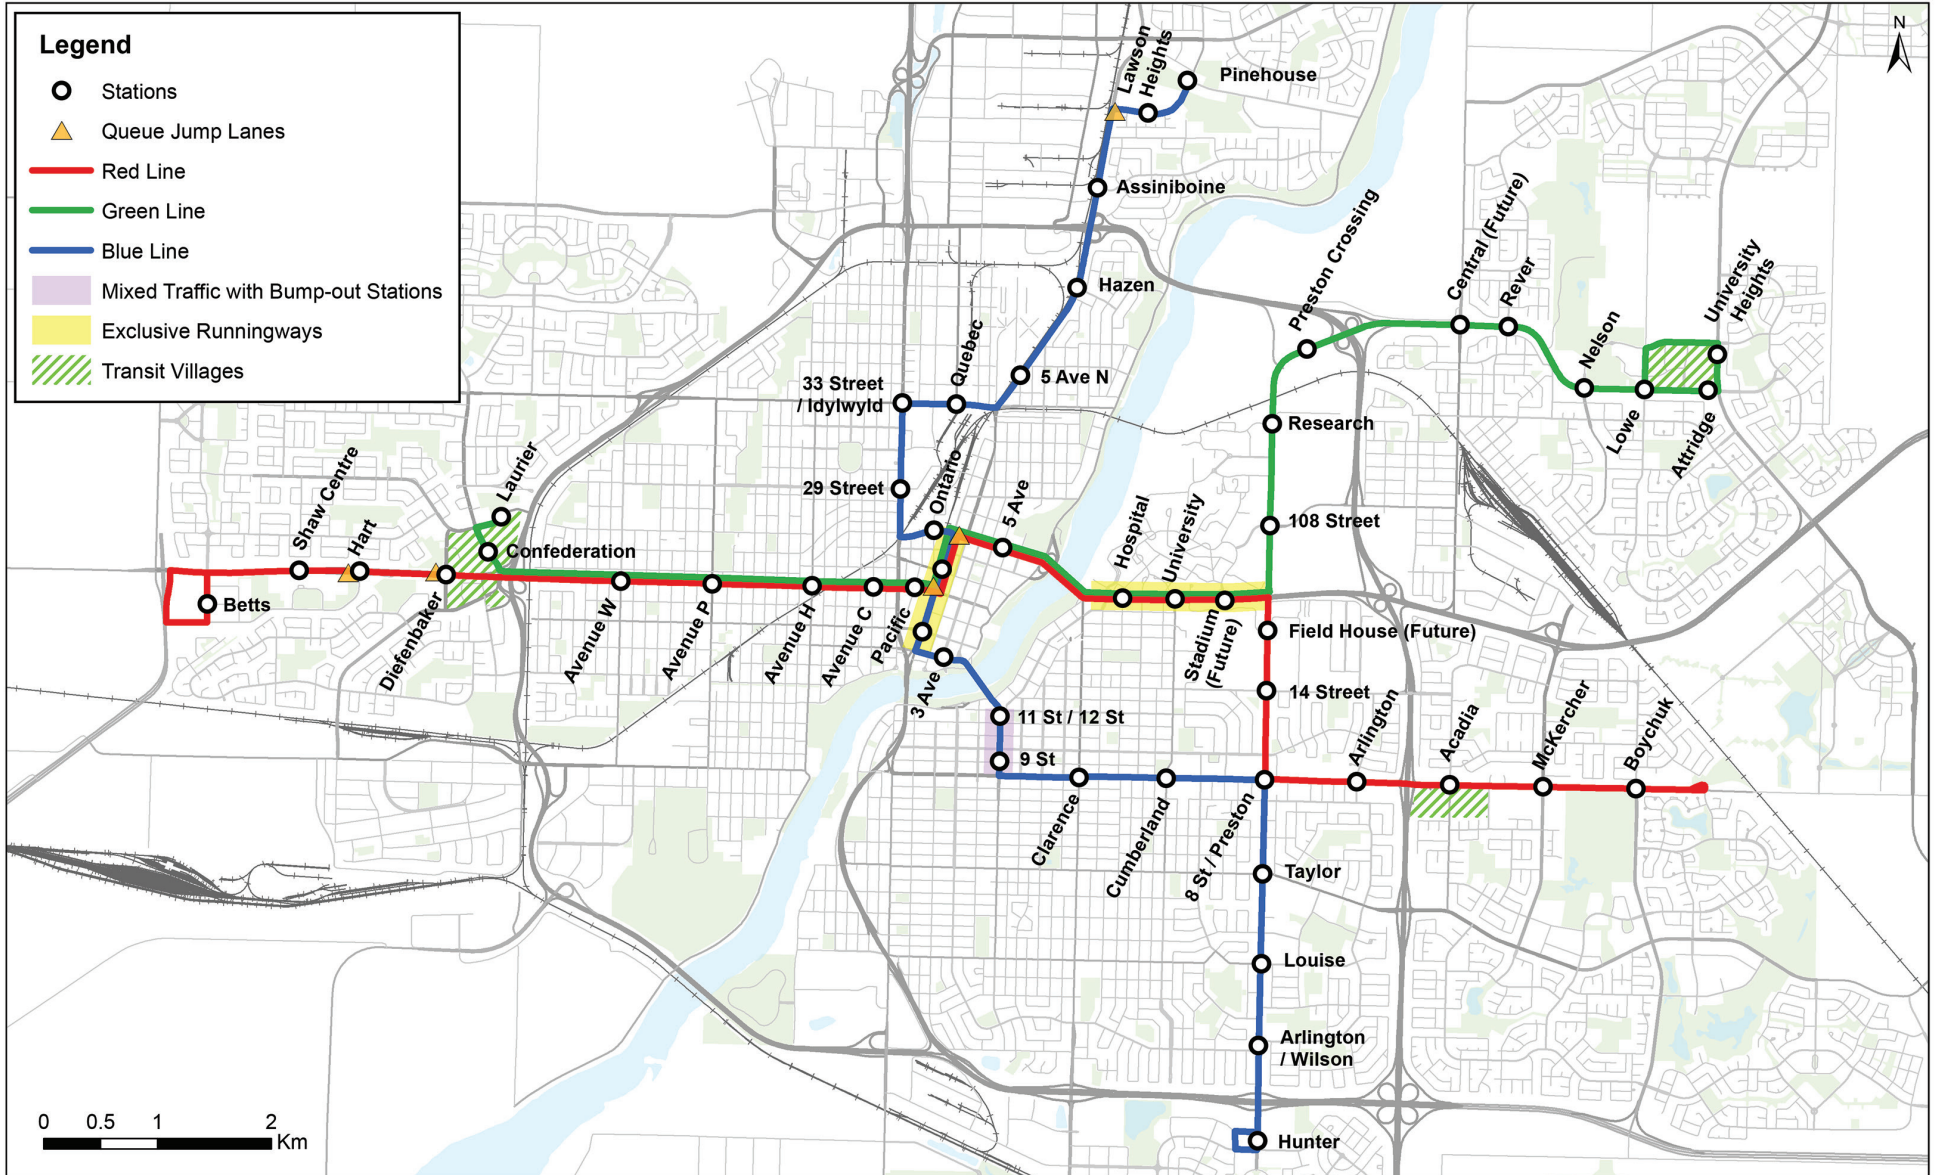 Legend
Stations
Queue Jump Lanes
Red Line
Green Line
Blue Line
Mixed Traffic with Bump-out Stations
Exclusive Runningways
Transit Villages
N
Lawson
Heights
Pinehouse
Assiniboine
Hazen
5 Ave N
Quebec
33 Street
/ Idylwyld
29 Street
Ontario
5 Ave
Hospital
University
Stadium
(Future)
Preston Crossing
Central (Future)
Rever
Nelson
University
Heights
Lowe
Attridge
Research
108 Street
Field House (Future)
14 Street
Shaw Centre
Hart
Laurier
Confederation
Betts
Diefenbaker
Avenue W
Avenue P
Avenue H
Avenue C
Pacific
3 Ave
11 St / 12 St
9 St
Clarence
Cumberland
8 St / Preston
Arlington
Acadia
McKercher
Boychuk
Taylor
Louise
Arlington
/ Wilson
Hunter
0 0.5 1 2
Km